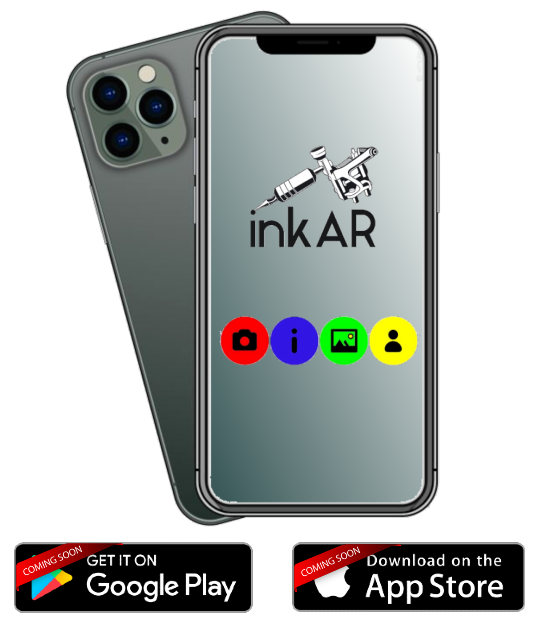 inkAR
COMING SOON
GET IT ON
Google Play
COMING SOON
Download on the
App Store